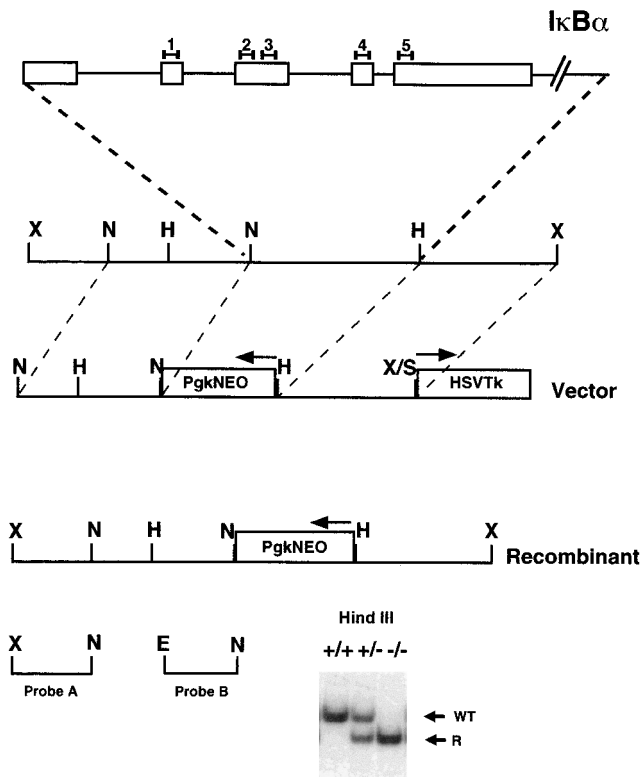 IκBα
1 2 3 4 5
X N H N H X
N H N PgkNEO H X/S HSVTk
Vector
X N H N PgkNEO H X
Recombinant
X N E N
Probe A Probe B
Hind III
+/+ +/- -/-
WT
R